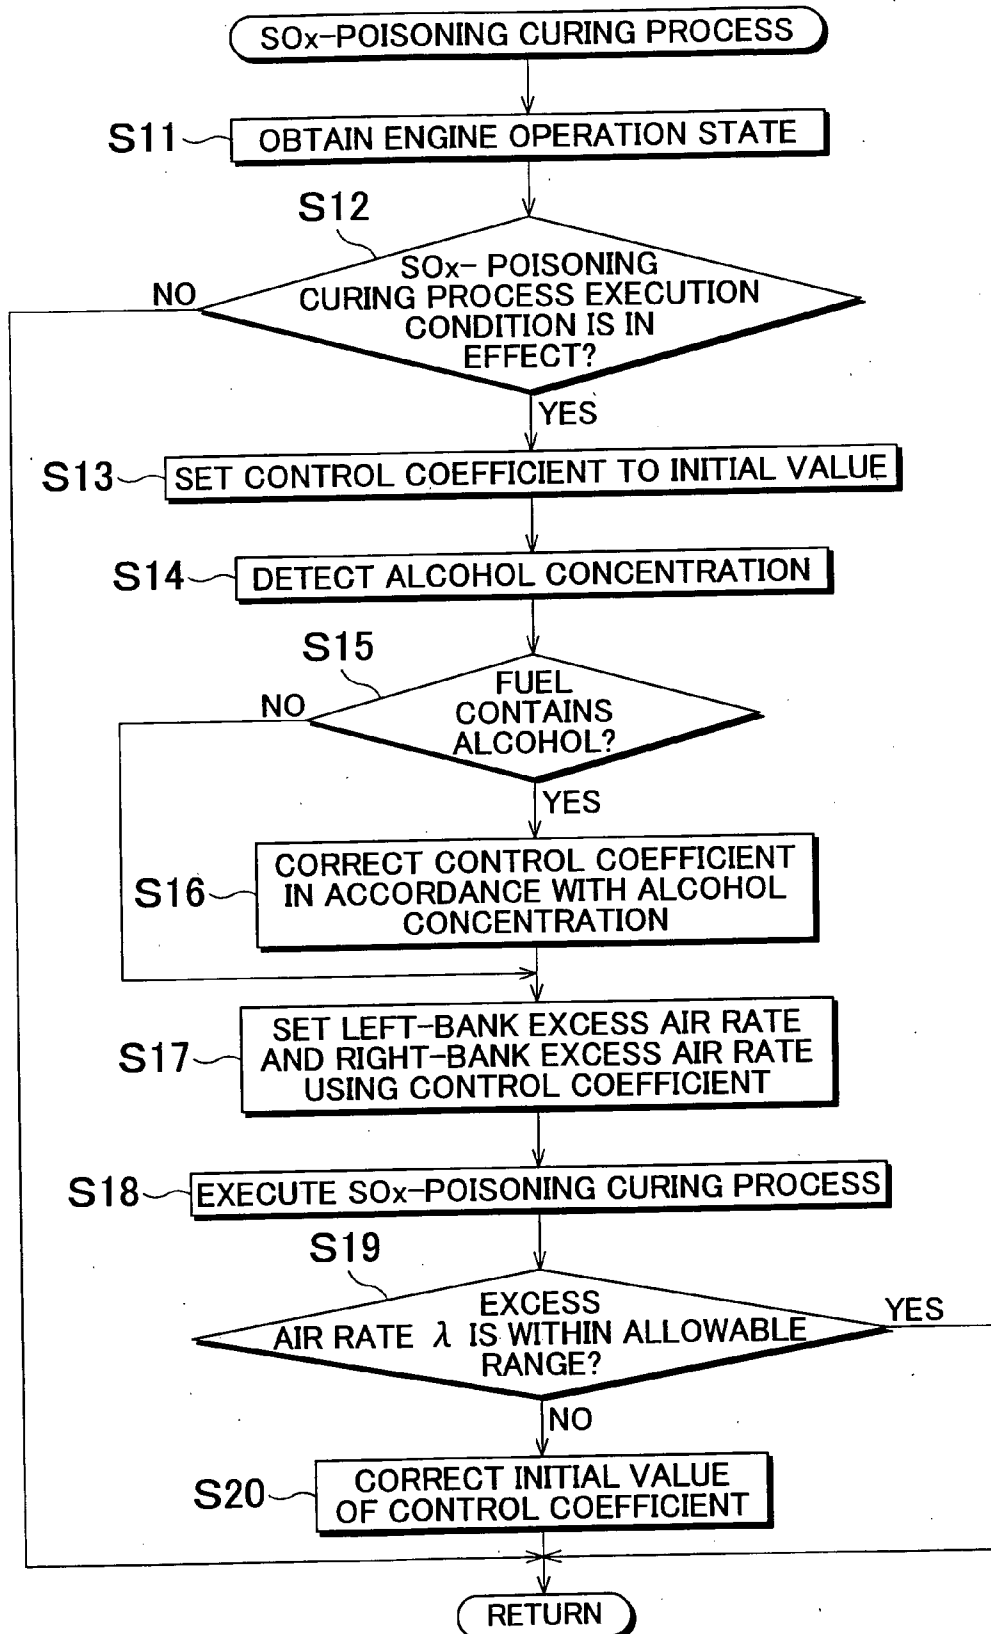 SOx-POISONING CURING PROCESS
S11
OBTAIN ENGINE OPERATION STATE
S12
SOx- POISONING
CURING PROCESS EXECUTION
CONDITION IS IN
EFFECT?
NO
YES
S13
SET CONTROL COEFFICIENT TO INITIAL VALUE
S14
DETECT ALCOHOL CONCENTRATION
S15
FUEL
CONTAINS
ALCOHOL?
NO
YES
S16
CORRECT CONTROL COEFFICIENT
IN ACCORDANCE WITH ALCOHOL
CONCENTRATION
S17
SET LEFT-BANK EXCESS AIR RATE
AND RIGHT-BANK EXCESS AIR RATE
USING CONTROL COEFFICIENT
S18
EXECUTE SOx-POISONING CURING PROCESS
S19
EXCESS
AIR RATE λ IS WITHIN ALLOWABLE
RANGE?
YES
NO
S20
CORRECT INITIAL VALUE
OF CONTROL COEFFICIENT
RETURN